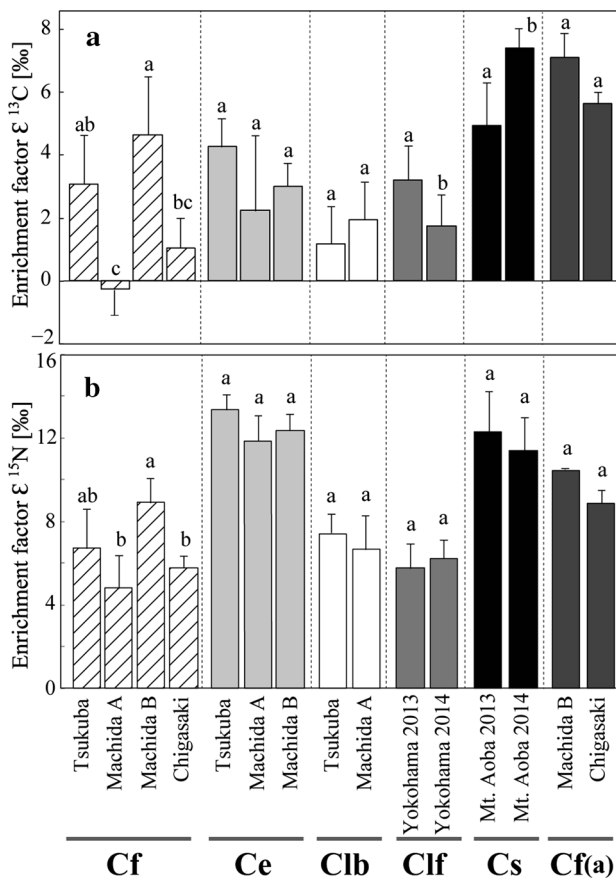 a
Enrichment factor ε ¹³C [‰]
8
6
4
2
0
−2
ab
c
a
bc
a
a
a
a
a
a
b
a
b
a
a
b
Enrichment factor ε ¹⁵N [‰]
16
12
8
4
0
ab
b
a
b
a
a
a
a
a
a
a
a
a
a
a
Tsukuba
Machida A
Machida B
Chigasaki
Tsukuba
Machida A
Machida B
Tsukuba
Machida A
Yokohama 2013
Yokohama 2014
Mt. Aoba 2013
Mt. Aoba 2014
Machida B
Chigasaki
Cf Ce Clb Clf Cs Cf(a)